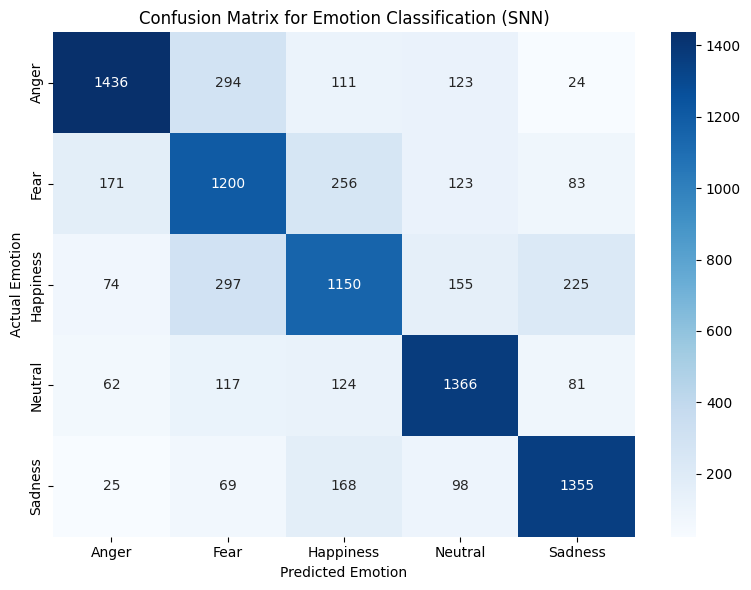 Confusion Matrix for Emotion Classification (SNN)
Actual Emotion
Anger 1436 294 111 123 24
Fear 171 1200 256 123 83
Happiness 74 297 1150 155 225
Neutral 62 117 124 1366 81
Sadness 25 69 168 98 1355
Anger Fear Happiness Neutral Sadness
Predicted Emotion
1400
1200
1000
800
600
400
200